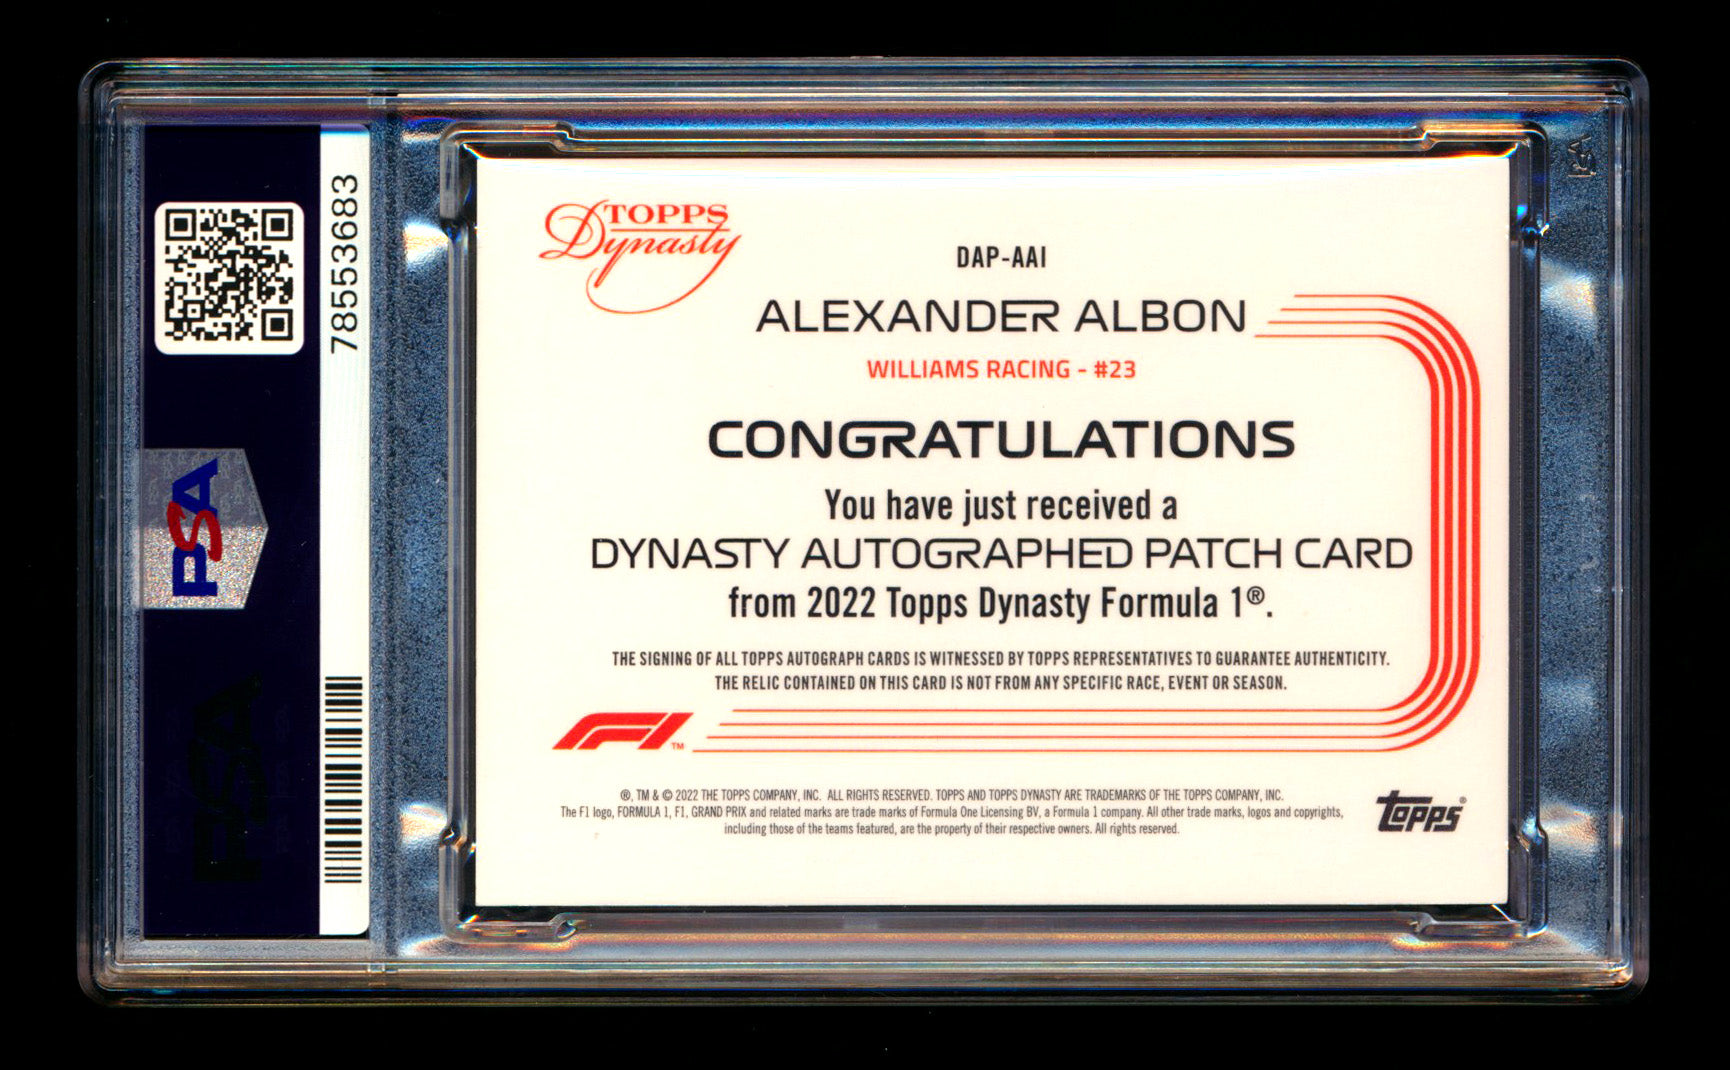 78553683
PSA
TOPPS
Dynasty
DAP-AAI
ALEXANDER ALBON
WILLIAMS RACING - #23
CONGRATULATIONS
You have just received a
DYNASTY AUTOGRAPHED PATCH CARD
from 2022 Topps Dynasty Formula 1®.
THE SIGNING OF ALL TOPPS AUTOGRAPH CARDS IS WITNESSED BY TOPPS REPRESENTATIVES TO GUARANTEE AUTHENTICITY.
THE RELIC CONTAINED ON THIS CARD IS NOT FROM ANY SPECIFIC RACE, EVENT OR SEASON.
F1™
®, TM & © 2022 THE TOPPS COMPANY, INC. ALL RIGHTS RESERVED. TOPPS AND TOPPS DYNASTY ARE TRADEMARKS OF THE TOPPS COMPANY, INC.
The F1 logo, FORMULA 1, F1, GRAND PRIX and related marks are trade marks of Formula One Licensing BV, a Formula 1 company. All other trade marks, logos and copyrights,
including those of the teams featured, are the property of their respective owners. All rights reserved.
topps®
PSA
PSA